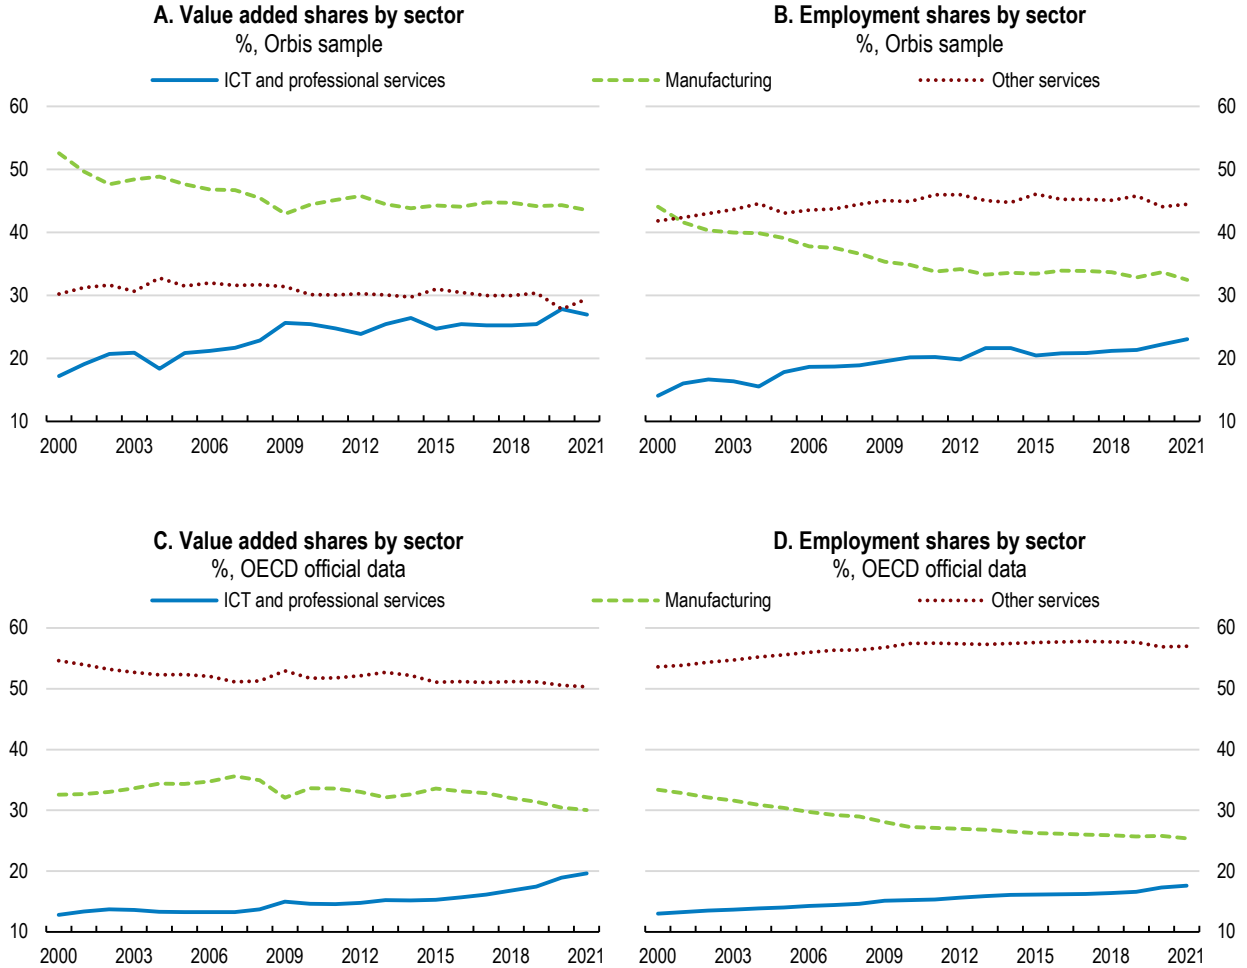 A. Value added shares by sector
%, Orbis sample
B. Employment shares by sector
%, Orbis sample
ICT and professional services
Manufacturing
Other services
60
50
40
30
20
10
2000 2003 2006 2009 2012 2015 2018 2021
60
50
40
30
20
10
2000 2003 2006 2009 2012 2015 2018 2021
C. Value added shares by sector
%, OECD official data
D. Employment shares by sector
%, OECD official data
ICT and professional services
Manufacturing
Other services
60
50
40
30
20
10
2000 2003 2006 2009 2012 2015 2018 2021
60
50
40
30
20
10
2000 2003 2006 2009 2012 2015 2018 2021